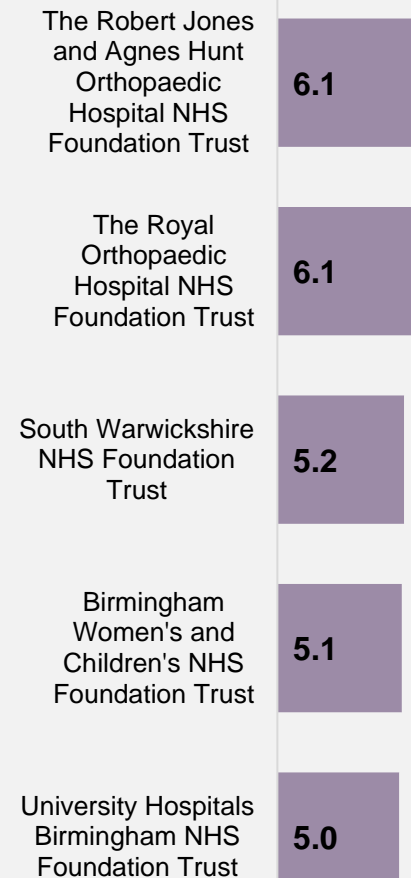 The Robert Jones
and Agnes Hunt
Orthopaedic
Hospital NHS
Foundation Trust
6.1
The Royal
Orthopaedic
Hospital NHS
Foundation Trust
6.1
South Warwickshire
NHS Foundation
Trust
5.2
Birmingham
Women's and
Children's NHS
Foundation Trust
5.1
University Hospitals
Birmingham NHS
Foundation Trust
5.0